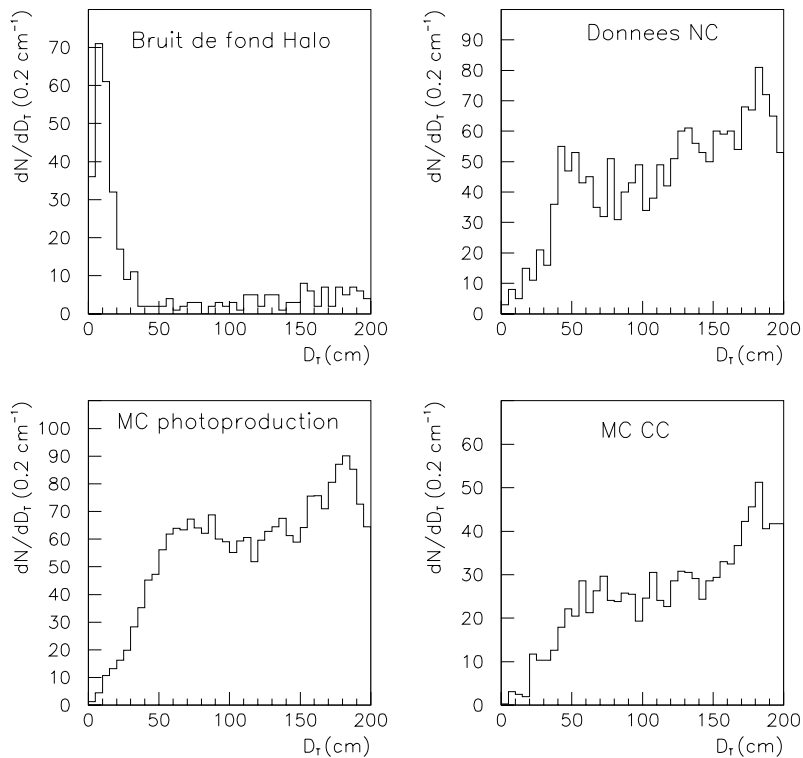 Bruit de fond Halo
dN/dD_T (0.2 cm⁻¹)
70
60
50
40
30
20
10
0
0 50 100 150 200
D_T (cm)
Donnees NC
dN/dD_T (0.2 cm⁻¹)
90
80
70
60
50
40
30
20
10
0
0 50 100 150 200
D_T (cm)
MC photoproduction
dN/dD_T (0.2 cm⁻¹)
100
90
80
70
60
50
40
30
20
10
0
0 50 100 150 200
D_T (cm)
MC CC
dN/dD_T (0.2 cm⁻¹)
60
50
40
30
20
10
0
0 50 100 150 200
D_T (cm)